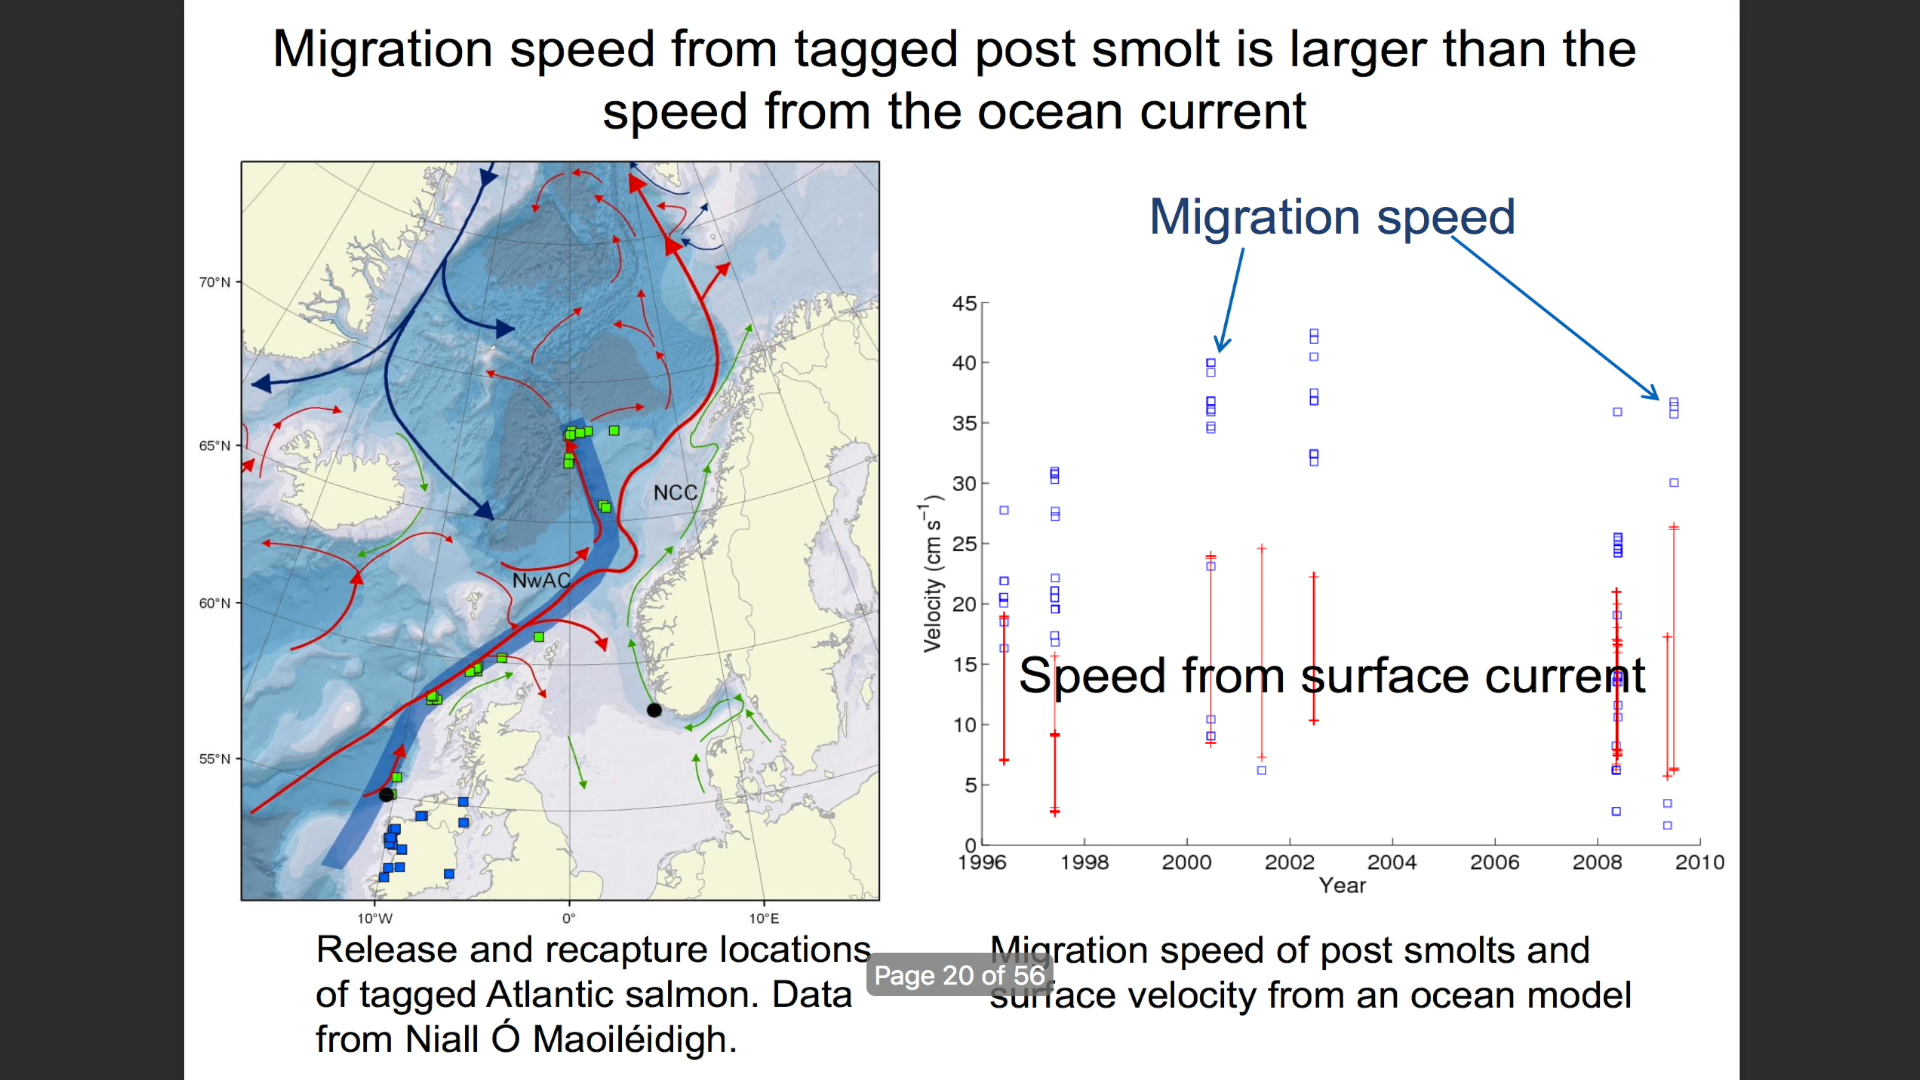 Migration speed from tagged post smolt is larger than the
speed from the ocean current
70°N
65°N
60°N
55°N
10°W
0°
10°E
NCC
NwAC
Release and recapture locations
of tagged Atlantic salmon. Data
from Niall Ó Maoiléidigh.
Migration speed
45
40
35
30
25
20
15
10
5
0
Velocity (cm s⁻¹)
Speed from surface current
1996
1998
2000
2002
2004
2006
2008
2010
Year
Migration speed of post smolts and
surface velocity from an ocean model
Page 20 of 56